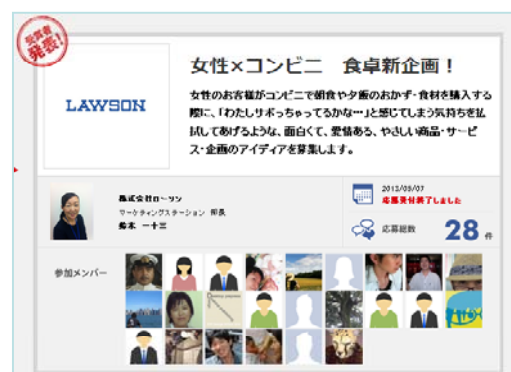 受賞者
発表!
女性×コンビニ 食卓新企画!
LAWSON
女性のお客様がコンビニで朝食や夕飯のおかず・食材を購入する
際に、「わたしサボっちゃってるかな…」と感じてしまう気持ちを払
拭してあげるような、面白くて、愛情ある、やさしい商品・サービ
ス・企画のアイディアを募集します。
株式会社ローソン
マーケティングステーション 部長
鈴木 一十三
2012/09/07
応募受付終了しました
応募総数 28 件
参加メンバー